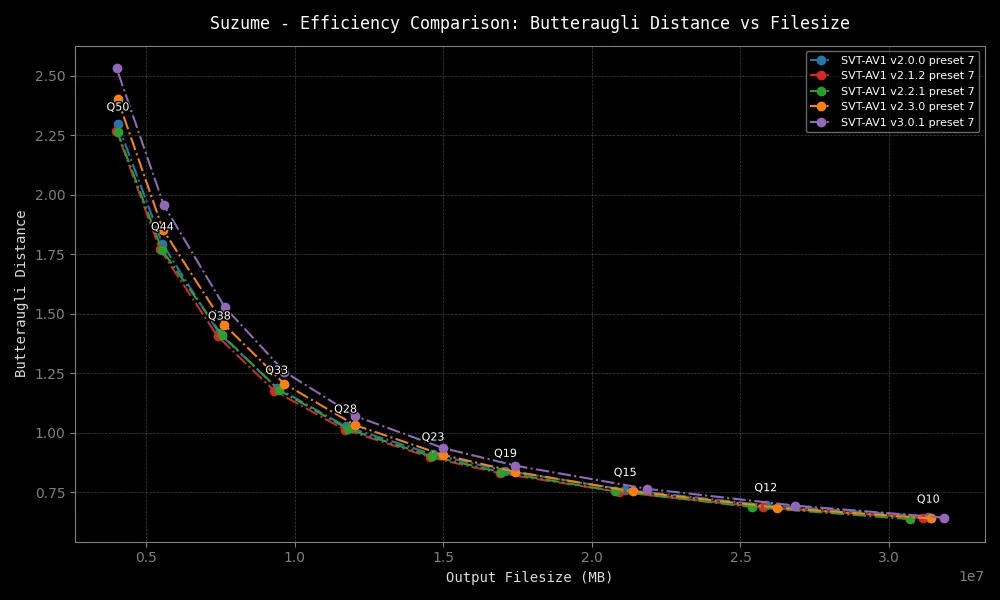 Suzume - Efficiency Comparison: Butteraugli Distance vs Filesize
SVT-AV1 v2.0.0 preset 7
SVT-AV1 v2.1.2 preset 7
SVT-AV1 v2.2.1 preset 7
SVT-AV1 v2.3.0 preset 7
SVT-AV1 v3.0.1 preset 7
Butteraugli Distance
2.50
2.25
2.00
1.75
1.50
1.25
1.00
0.75
Q50
Q44
Q38
Q33
Q28
Q23
Q19
Q15
Q12
Q10
0.5
1.0
1.5
2.0
2.5
3.0
1e7
Output Filesize (MB)